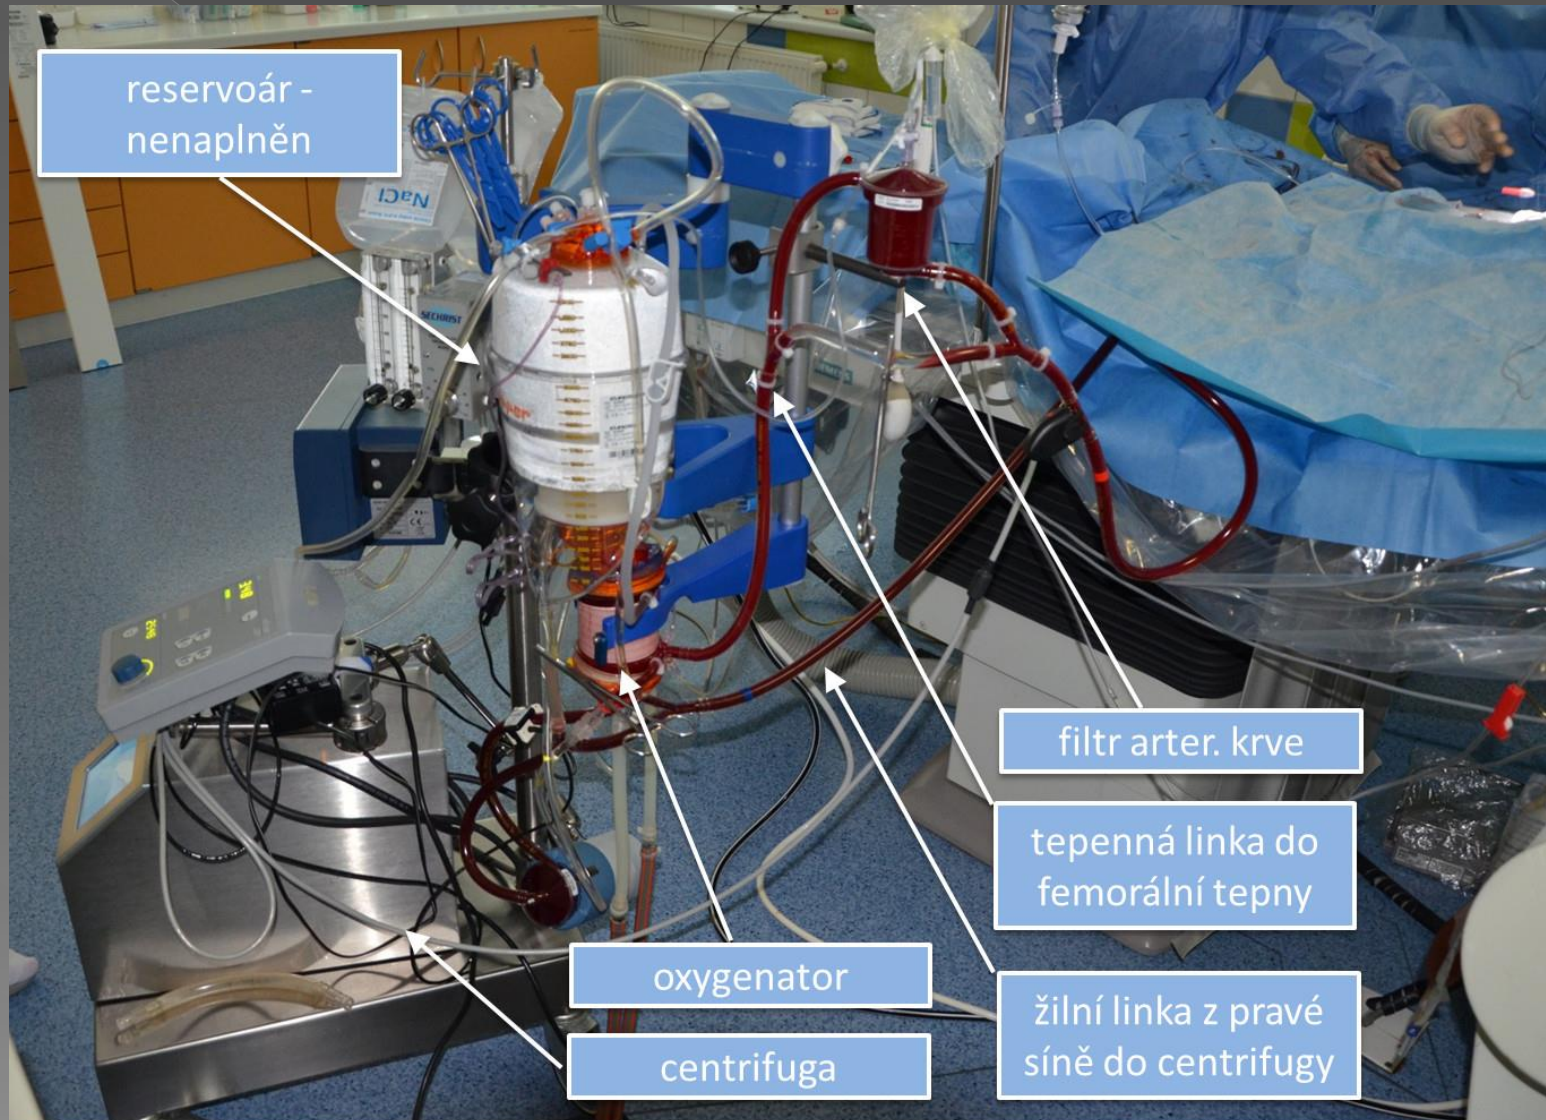 reservoár -
nenaplněn
NaCl
SECHRIST
filtr arter. krve
tepenná linka do
femorální tepny
oxygenator
žilní linka z pravé
síně do centrifugy
centrifuga